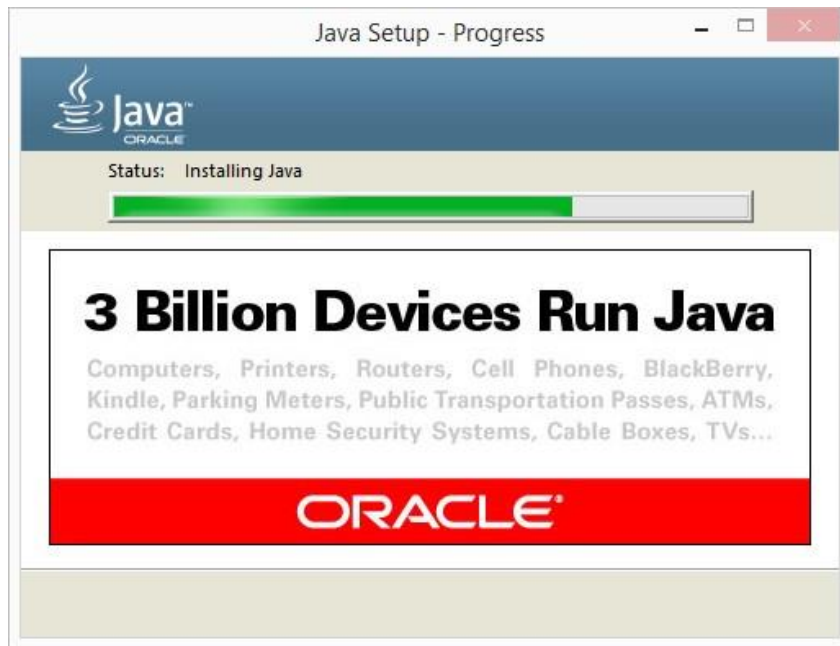 Java Setup - Progress
Java™
ORACLE
Status: Installing Java
3 Billion Devices Run Java
Computers, Printers, Routers, Cell Phones, BlackBerry,
Kindle, Parking Meters, Public Transportation Passes, ATMs,
Credit Cards, Home Security Systems, Cable Boxes, TVs...
ORACLE®